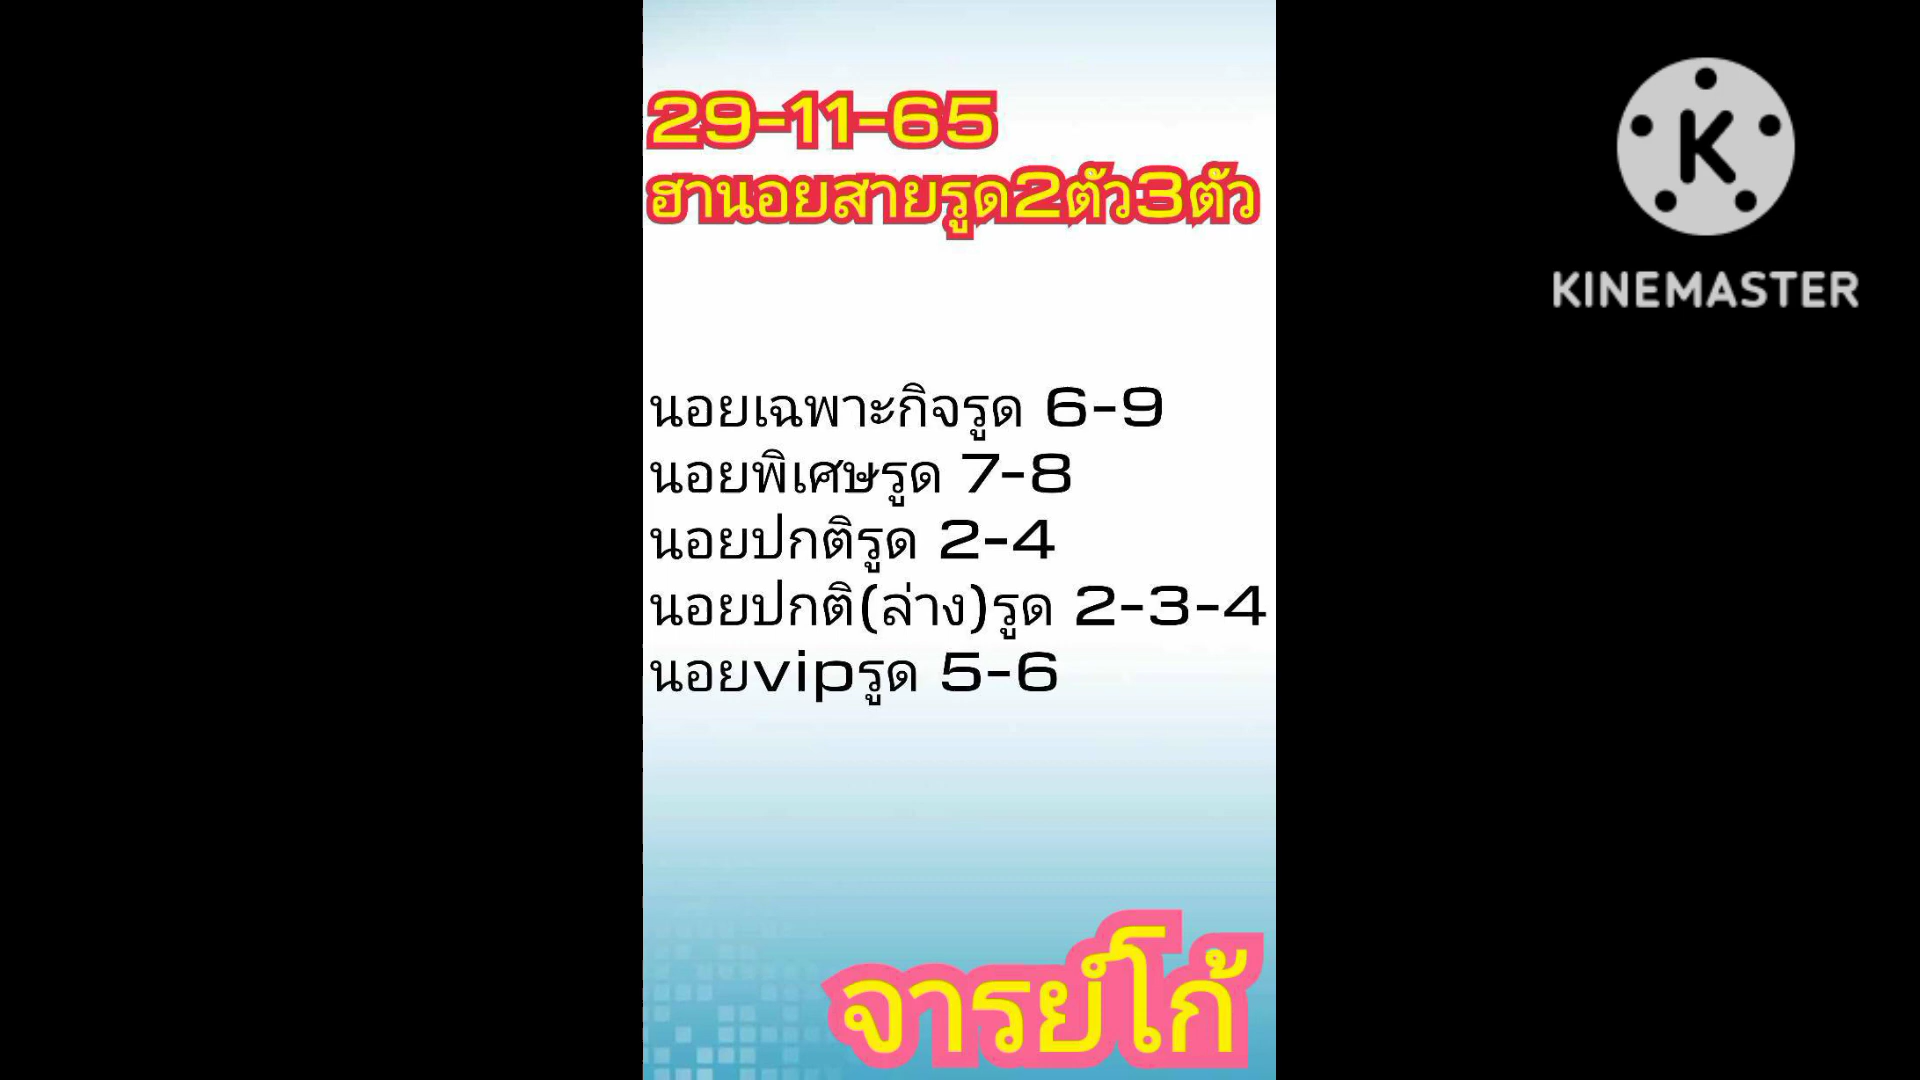 29-11-65
ฮานอยสายรูด2ตัว3ตัว
นอยเฉพาะกิจรูด 6-9
นอยพิเศษรูด 7-8
นอยปกติรูด 2-4
นอยปกติ(ล่าง)รูด 2-3-4
นอยvipรูด 5-6
จารย์โก้
K
KINEMASTER